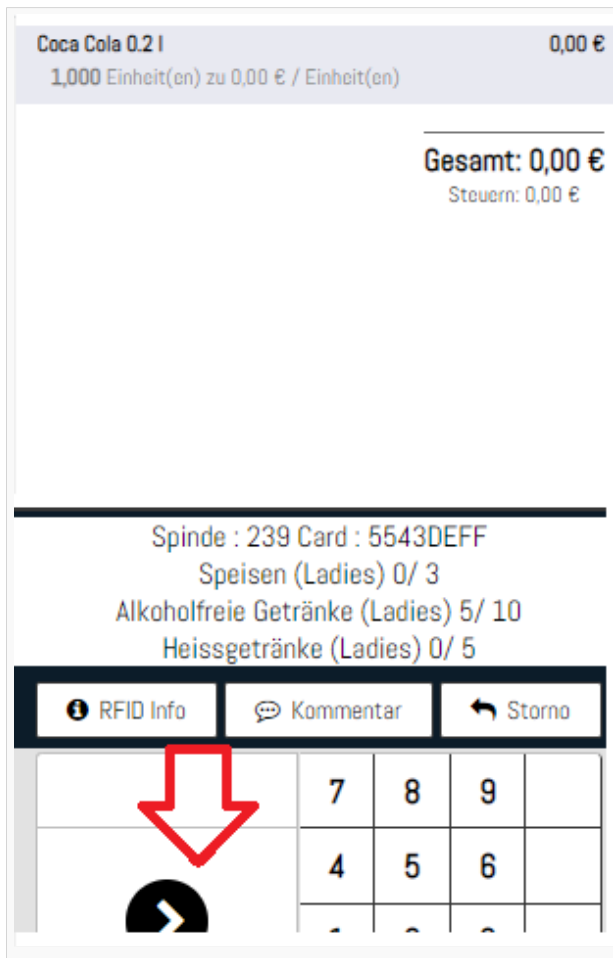 Coca Cola 0.2 l 0,00 €
1,000 Einheit(en) zu 0,00 € / Einheit(en)
Gesamt: 0,00 €
Steuern: 0,00 €
Spinde : 239 Card : 5543DEFF
Speisen (Ladies) 0/ 3
Alkoholfreie Getränke (Ladies) 5/ 10
Heissgetränke (Ladies) 0/ 5
RFID Info Kommentar Storno
7 8 9
4 5 6